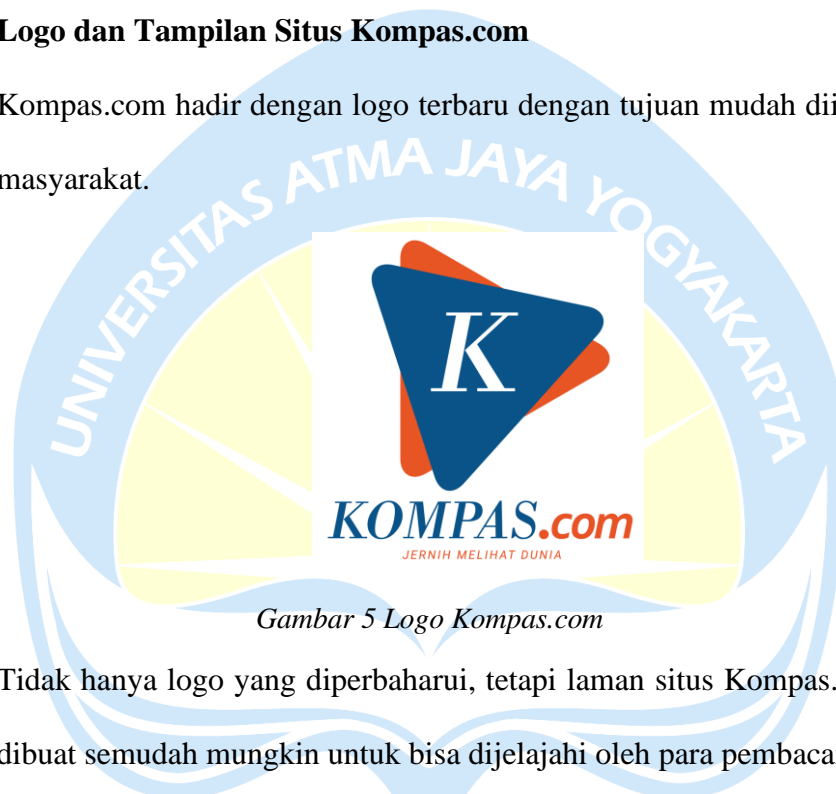 Logo dan Tampilan Situs Kompas.com
Kompas.com hadir dengan logo terbaru dengan tujuan mudah
masyarakat.
UNIVERSITAS ATMA JAYA YOGYAKARTA
K
KOMPAS.com
JERNIH MELIHAT DUNIA
Gambar 5 Logo Kompas.com
Tidak hanya logo yang diperbaharui, tetapi laman situs Kompas.
dibuat semudah mungkin untuk bisa dijelajahi oleh para pembaca